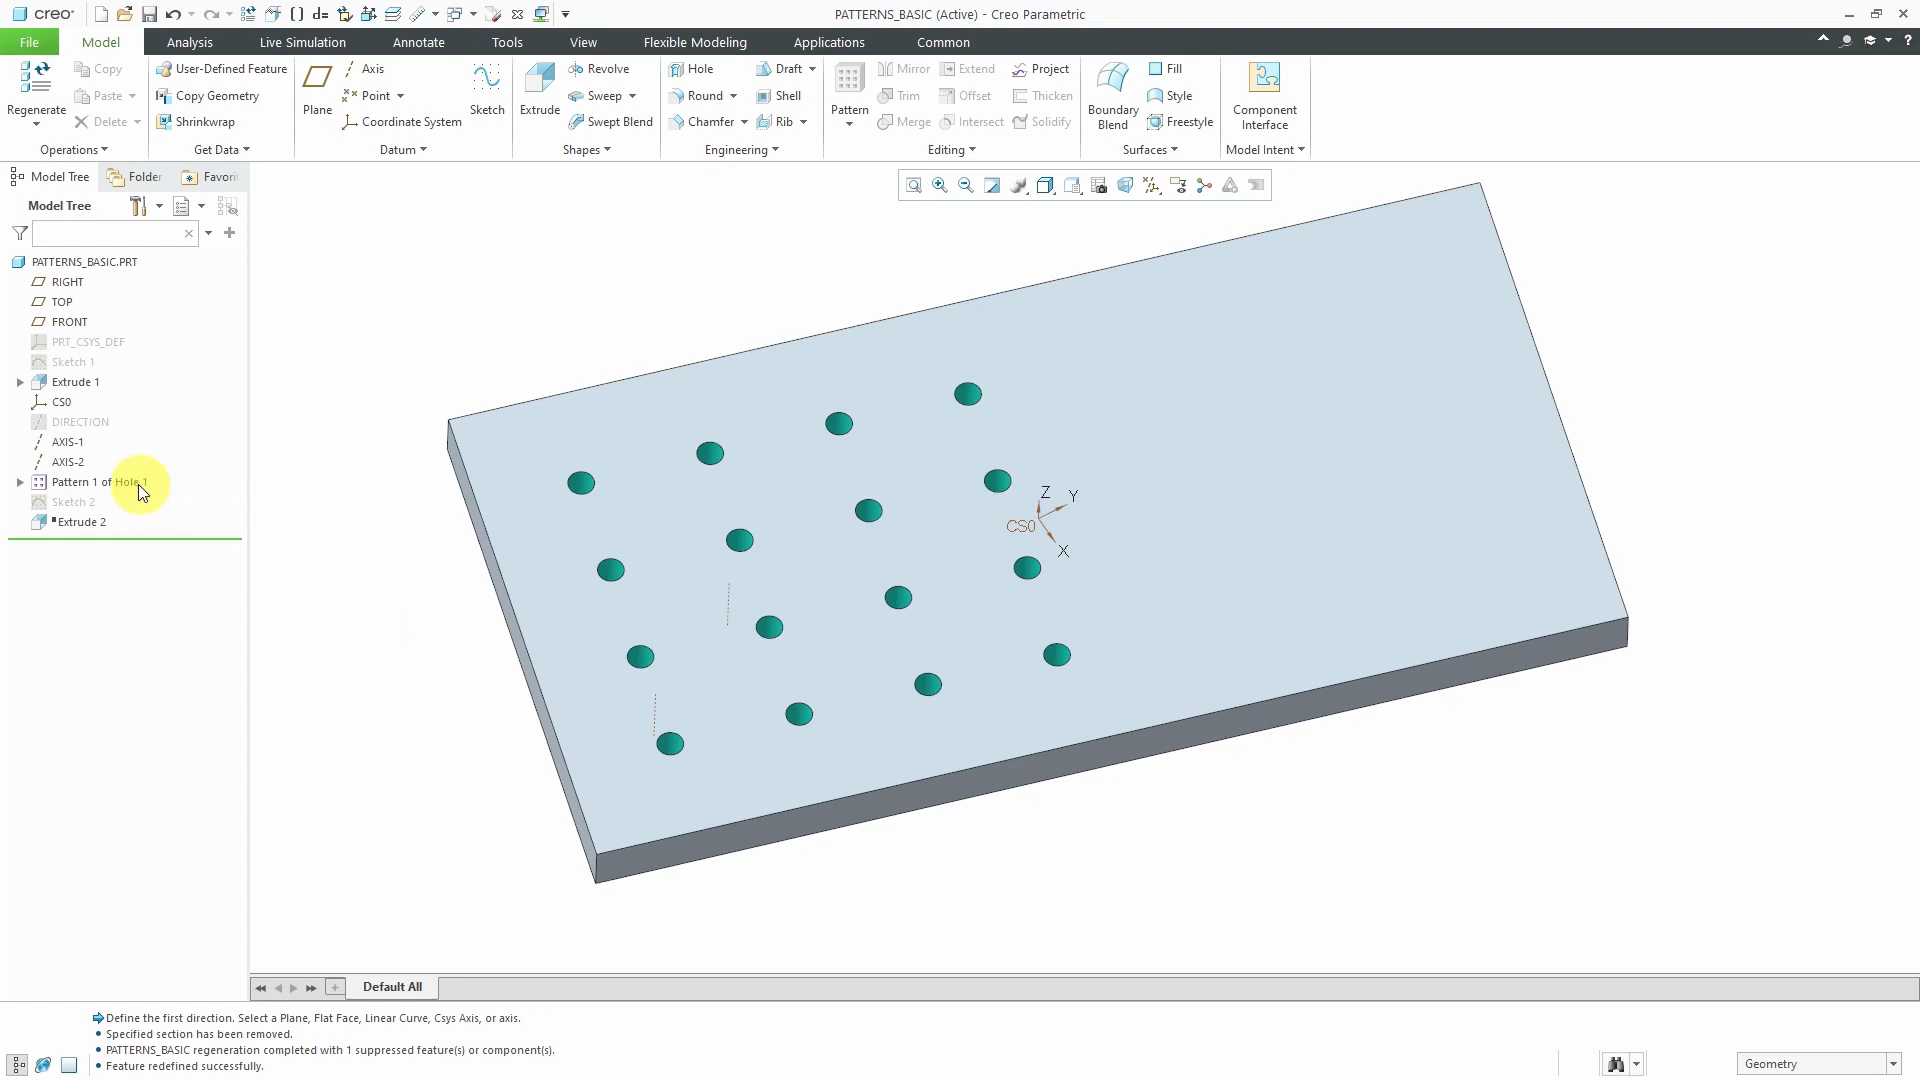 creo
PATTERNS_BASIC (Active) - Creo Parametric
File Model Analysis Live Simulation Annotate Tools View Flexible Modeling Applications Common
Regenerate
Copy
Paste
Delete
Operations
User-Defined Feature
Copy Geometry
Shrinkwrap
Get Data
Plane
Axis
Point
Coordinate System
Sketch
Datum
Extrude
Revolve
Sweep
Swept Blend
Shapes
Hole
Round
Chamfer
Draft
Shell
Rib
Engineering
Pattern
Mirror
Trim
Merge
Extend
Offset
Intersect
Project
Thicken
Solidify
Editing
Boundary
Blend
Fill
Style
Freestyle
Surfaces
Component
Interface
Model Intent
Model Tree Folder Favori
Model Tree
PATTERNS_BASIC.PRT
RIGHT
TOP
FRONT
PRT_CSYS_DEF
Sketch 1
Extrude 1
CS0
DIRECTION
AXIS-1
AXIS-2
Pattern 1 of Hole 1
Sketch 2
Extrude 2
Z
Y
CS0
X
Default All
Define the first direction. Select a Plane, Flat Face, Linear Curve, Csys Axis, or axis.
• Specified section has been removed.
• PATTERNS_BASIC regeneration completed with 1 suppressed feature(s) or component(s).
• Feature redefined successfully.
Geometry